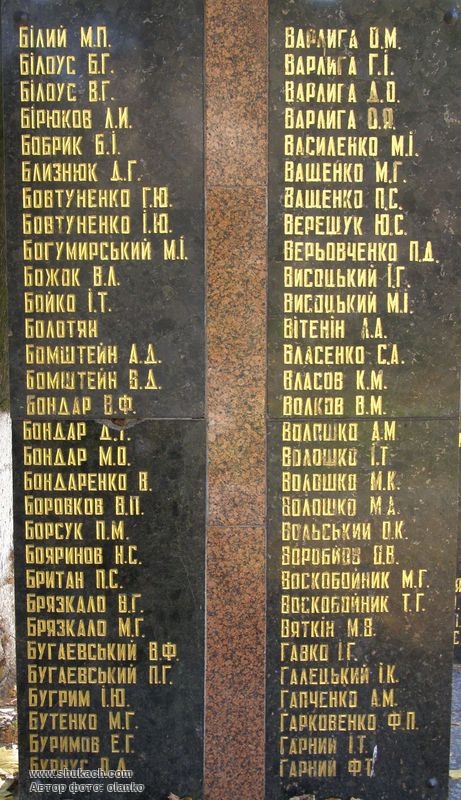 БІЛИЙ М.П.
БІЛОУС Б.Г.
БІЛОУС В.Г.
БІРЮКОВ Л.И.
БОБРИК Б.І.
БЛИЗНЮК Д.Г.
БОВТУНЕНКО Г.Ю.
БОВТУНЕНКО І.Ю.
БОГУМИРСЬКИЙ М.І.
БОЖОК В.Л.
БОЙКО І.Т.
БОЛОТЯН
БОМШТЕЙН А.Д.
БОМШТЕЙН Б.Д.
БОНДАР В.Ф.
БОНДАР
БОНДАР М.О.
БОНДАРЕНКО В.
БОРОВКОВ В.П.
БОРСУК П.М.
БОЯРИНОВ Н.С.
БРИТАН П.С.
БРЯЗКАЛО В.Г.
БРЯЗКАЛО М.Г.
БУГАЕВСЬКИЙ В.Ф.
БУГАЕВСЬКИЙ П.Г.
БУГРИМ І.Ю.
БУТЕНКО М.Г.
БУРИМОВ Е.Г.
БУРНУС
ВАРЛИГА О.М.
ВАРЛИГА Г.І.
ВАРЛИГА Д.О.
ВАРЛИГА О.Я.
ВАСИЛЕНКО М.І.
ВАЩЕНКО М.Г.
ВАЩЕНКО П.С.
ВЕРЕЩУК Ю.С.
ВЕРЬОВЧЕНКО П.Д.
ВИСОЦЬКИЙ І.Г.
ВИСОЦЬКИЙ М.І.
ВІТЕНІН Л.А.
ВЛАСЕНКО С.А.
ВЛАСОВ К.М.
ВОЛКОВ В.М.
ВОЛОШКО А.М
ВОЛОШКО І.Т
ВОЛОШКО М.К.
ВОЛОШКО М.А.
ВОЛЬСЬКИЙ О.К.
ВОРОБЙОВ О.В.
ВОСКОБОЙНИК М.Г.
ВОСКОБОЙНИК Т.Г.
ВЯТКІН М.В.
ГАВКО І.Г.
ГАЛЕЦЬКИЙ І.К.
ГАПЧЕНКО А.М.
ГАРКОВЕНКО Ф.П.
ГАРНИЙ І.Т.
ГАРНИЙ Ф.Т.
www.shukach.com
Автор фото: olanko